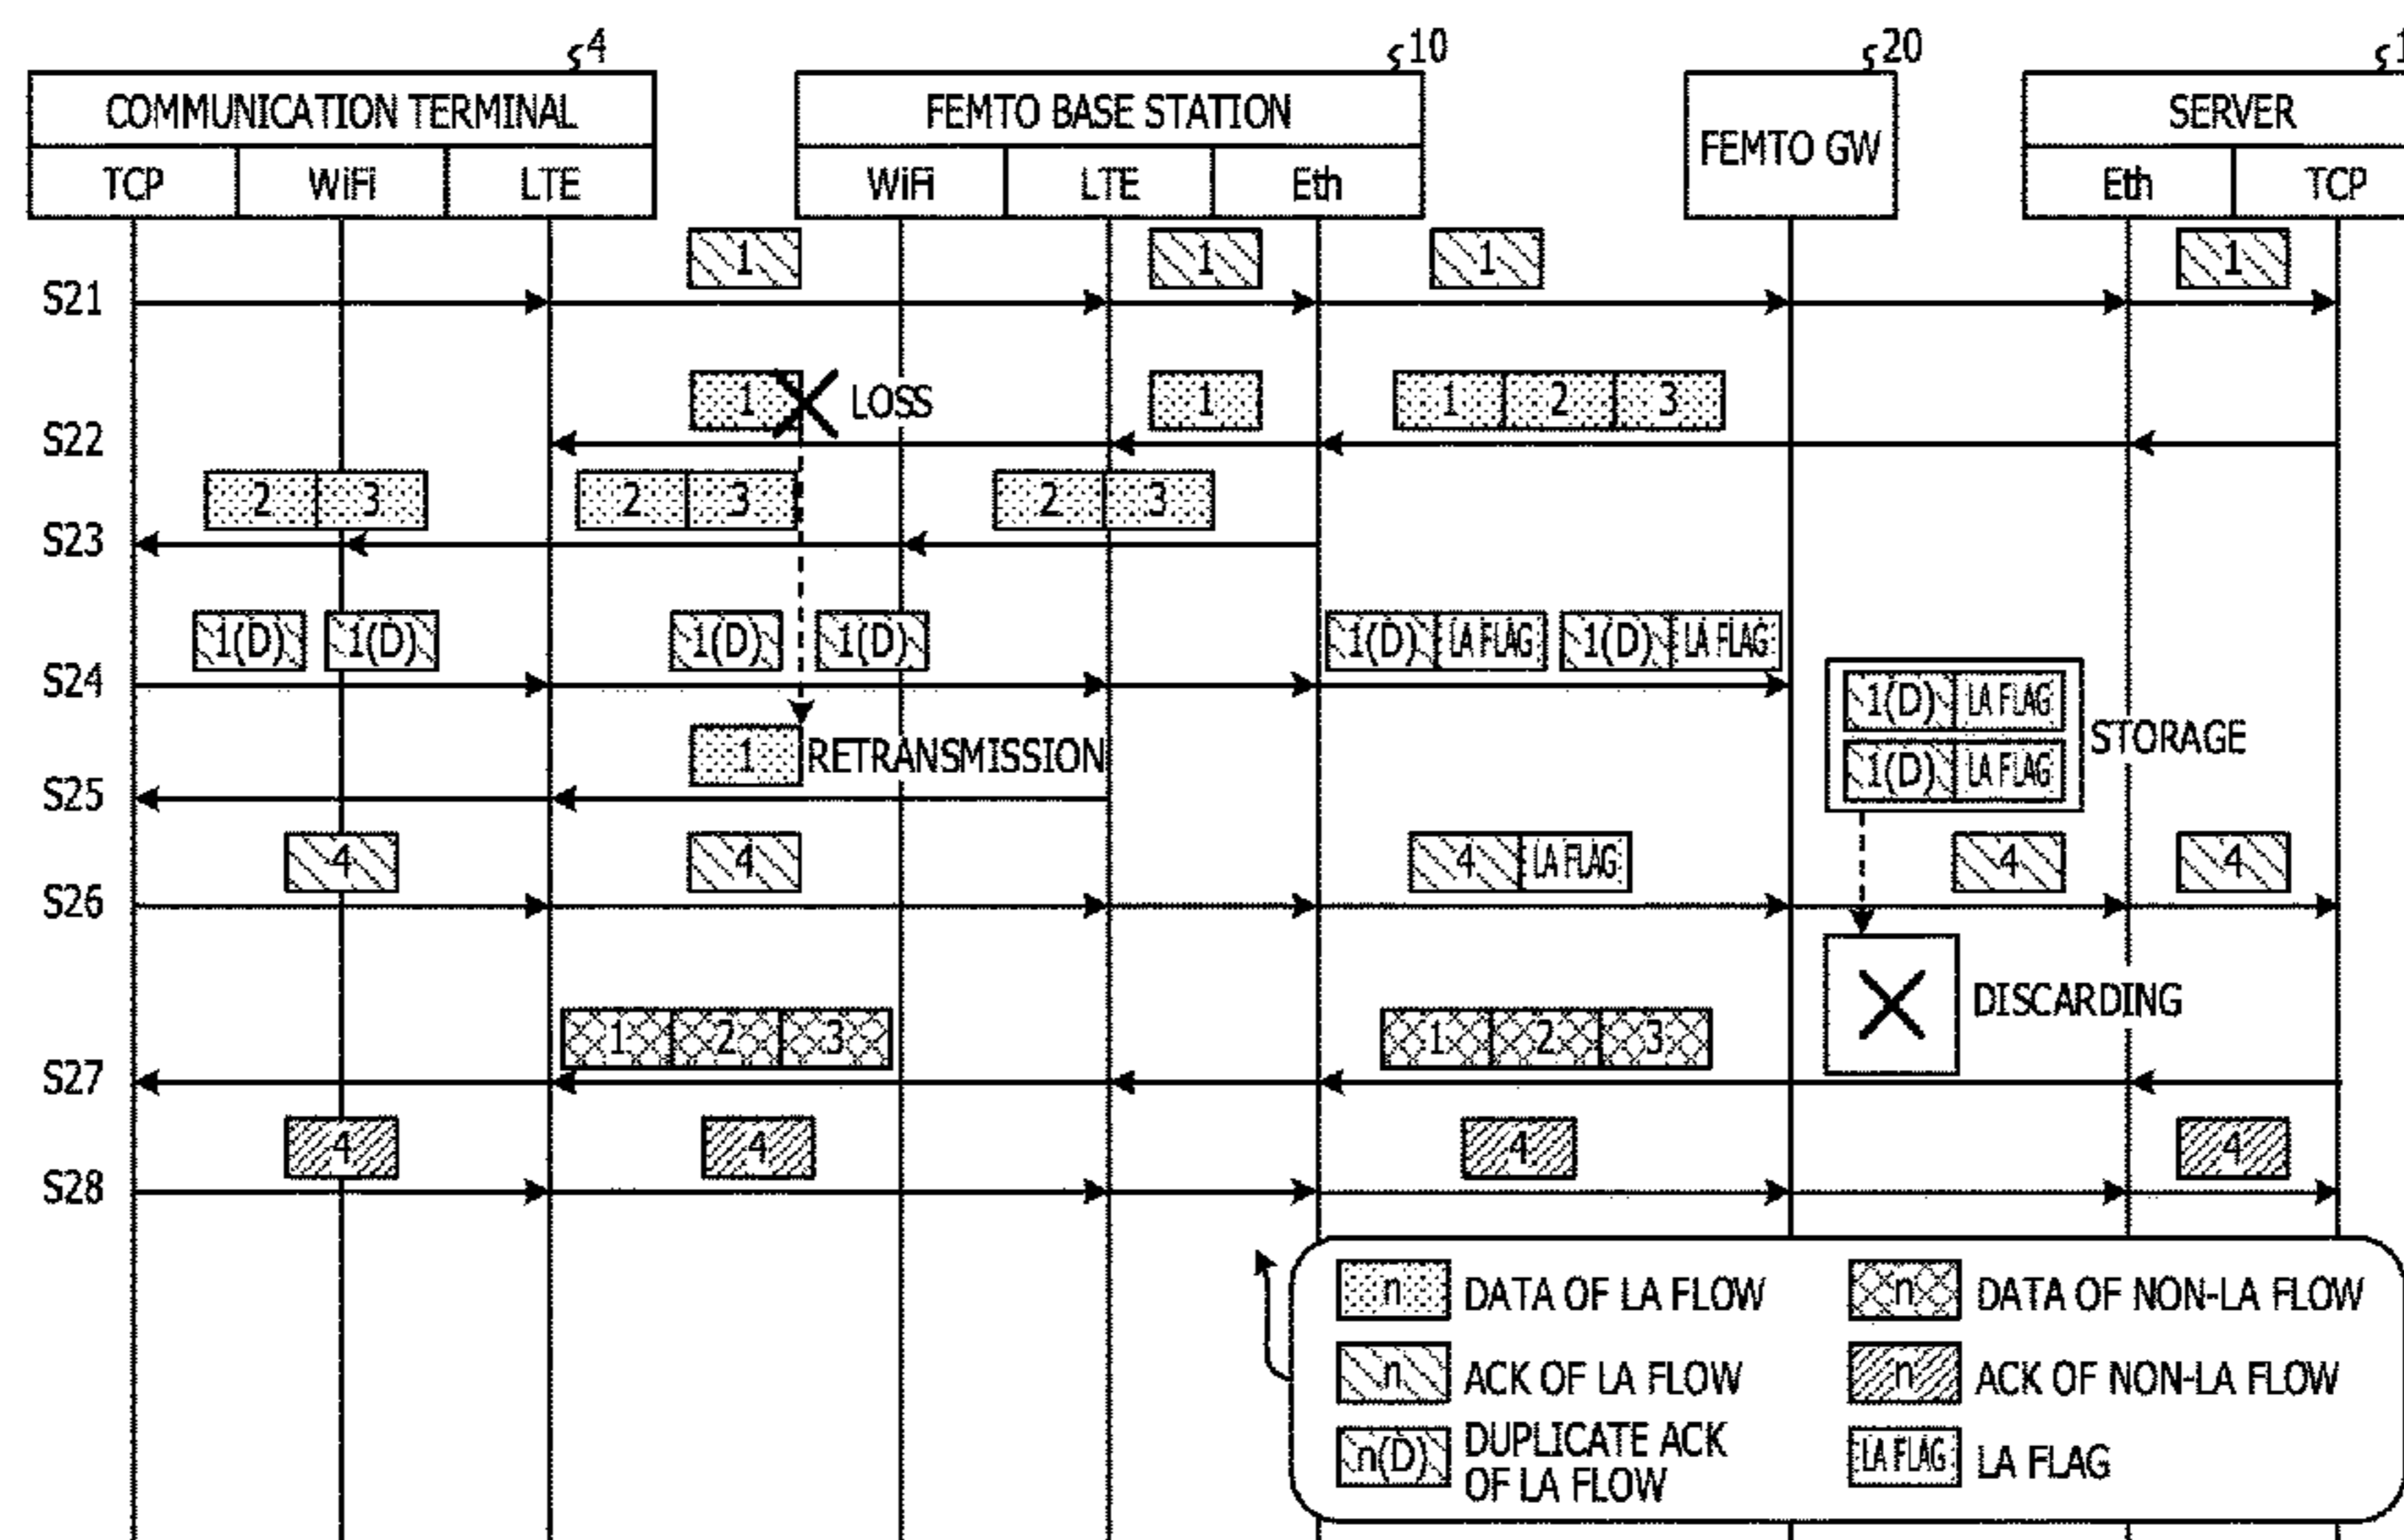 4 10 20 1
COMMUNICATION TERMINAL FEMTO BASE STATION FEMTO GW SERVER
TCP WiFi LTE WiFi LTE Eth Eth TCP
1 1 1 1
S21
1 LOSS 1 1 2 3
S22
2 3 2 3 2 3
S23
1(D) 1(D) 1(D) 1(D) 1(D) LA FLAG 1(D) LA FLAG
S24
1(D) LA FLAG
1(D) LA FLAG
STORAGE
1 RETRANSMISSION
S25
4 4 4 LA FLAG 4 4
S26
DISCARDING
1 2 3 1 2 3
S27
4 4 4 4
S28
n DATA OF LA FLOW
n DATA OF NON-LA FLOW
n ACK OF LA FLOW
n ACK OF NON-LA FLOW
n(D) DUPLICATE ACK
OF LA FLOW
LA FLAG LA FLAG